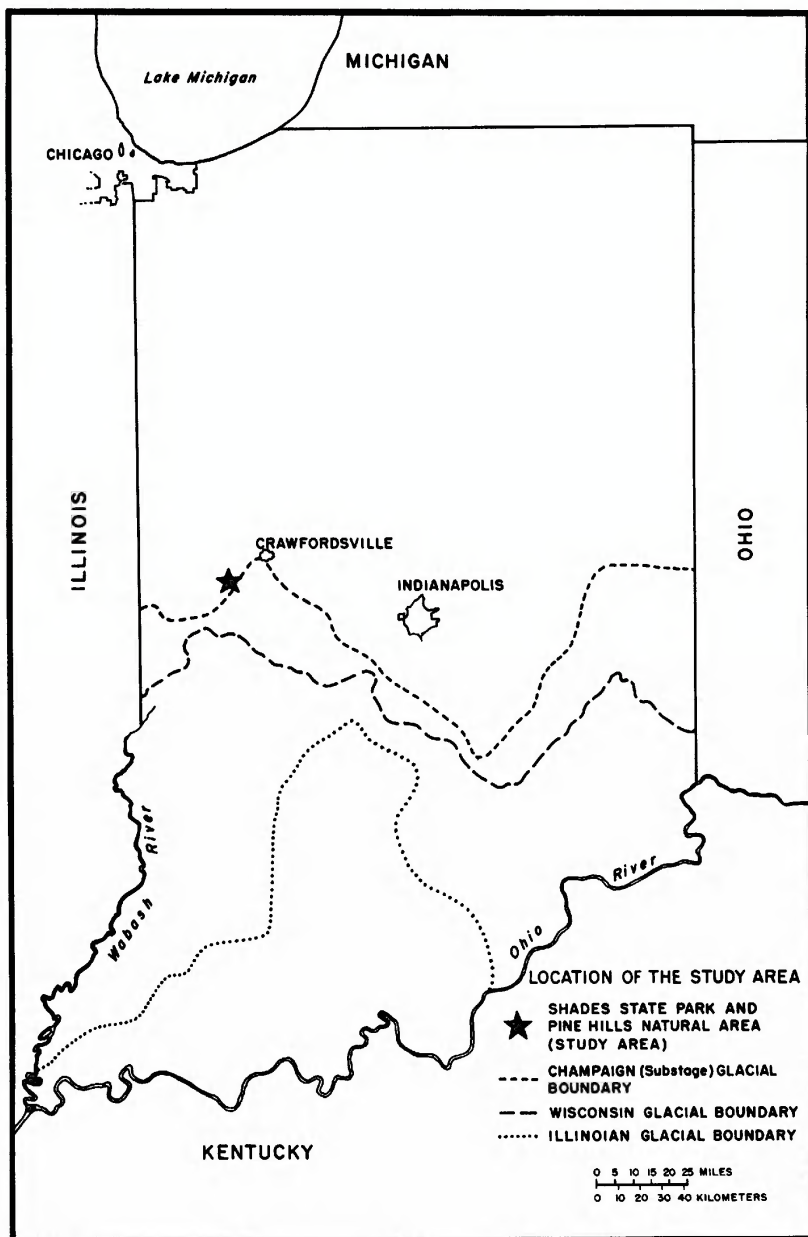 MICHIGAN
Lake Michigan
CHICAGO
ILLINOIS
OHIO
CRAWFORDSVILLE
INDIANAPOLIS
Wabash River
Ohio River
KENTUCKY
LOCATION OF THE STUDY AREA
SHADES STATE PARK AND
PINE HILLS NATURAL AREA
(STUDY AREA)
CHAMPAIGN (Substage) GLACIAL
BOUNDARY
WISCONSIN GLACIAL BOUNDARY
ILLINOIAN GLACIAL BOUNDARY
0 5 10 15 20 25 MILES
0 10 20 30 40 KILOMETERS